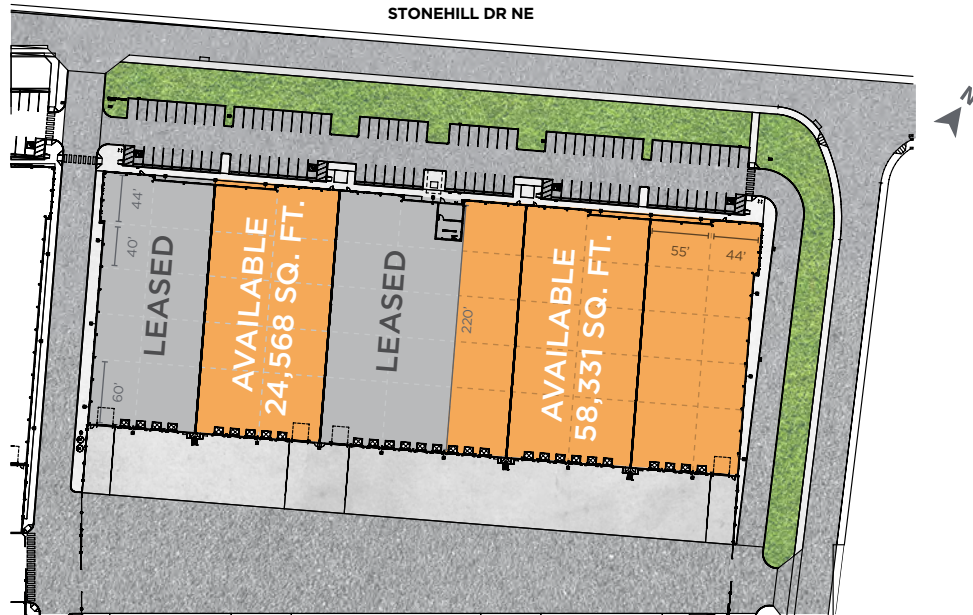 STONEHILL DR NE
N
44'
40'
60'
LEASED
AVAILABLE
24,568 SQ. FT.
LEASED
220'
AVAILABLE
58,331 SQ. FT.
55'
44'